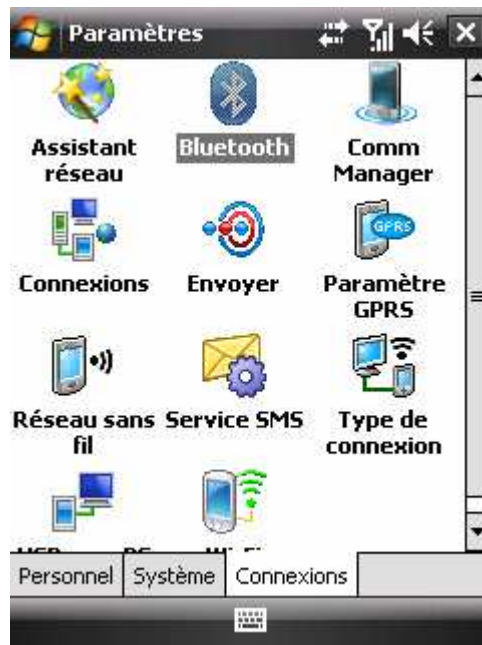 Paramètres
Assistant réseau
Bluetooth
Comm Manager
Connexions
Envoyer
Paramètre GPRS
GPRS
Réseau sans fil
Service SMS
Type de connexion
Personnel
Système
Connexions